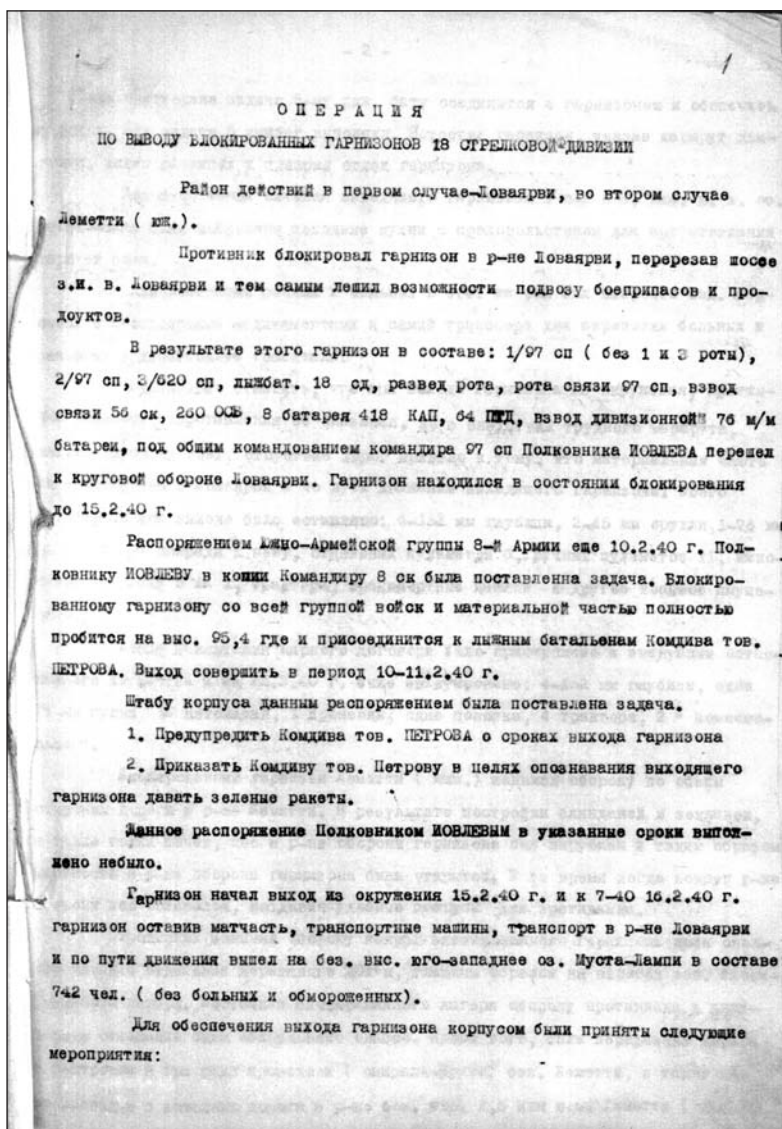 1
ОПЕРАЦИЯ
ПО ВЫВОДУ БЛОКИРОВАННЫХ ГАРНИЗОНОВ 18 СТРЕЛКОВОЙ ДИВИЗИИ
Район действий в первом случае-Ловаярви, во втором случае
Леметти ( юж.).
Противник блокировал гарнизон в р-не Ловаярви, перерезав шоссе
з.и. в. Ловаярви и тем самым лешил возможности подвозу боеприпасов и про-
доуктов.
В результате этого гарнизон в составе: 1/97 сп ( без 1 и 3 роты),
2/97 сп, 3/620 сп, лыжбат. 18 сд, развед рота, рота связи 97 сп, взвод
связи 56 ск, 260 ОСБ, 8 батарея 418 КАП, 64 ПТД, взвод дивизионной 76 м/м
батареи, под общим командованием командира 97 сп Полковника ИОВЛЕВА перешел
к круговой обороне Ловаярви. Гарнизон находился в состоянии блокирования
до 15.2.40 г.
Распоряжением Южно-Армейской Группы 8-й Армии еще 10.2.40 г. Пол-
ковнику ИОВЛЕВУ в копии Командиру 8 ск была поставленна задача. Блокиро-
ванному гарнизону со всей группой войск и материальной частью полностью
пробится на выс. 95,4 где и присоединится к лыжным батальенам Комдива тов.
ПЕТРОВА. Выход совершить в период 10-11.2.40 г.
Штабу корпуса данным распоряжением была поставлена задача.
1. Предупредить Комдива тов. ПЕТРОВА о сроках выхода гарнизона
2. Приказать Комдиву тов. Петрову в целях опознавания выходящего
гарнизона давать зеленые ракеты.
Данное распоряжение Полковником ИОВЛЕВЫМ в указанные сроки выпол-
нено небыло.
Гарнизон начал выход из окружения 15.2.40 г. и к 7-40 16.2.40 г.
гарнизон оставив матчасть, транспортные машины, транспорт в р-не Ловаярви
и по пути движения вышел на без. выс. юго-западнее оз. Муста-Лампи в составе
742 чел. ( без больных и обмороженных).
Для обеспечения выхода гарнизона корпусом были приняты следующие
мероприятия: